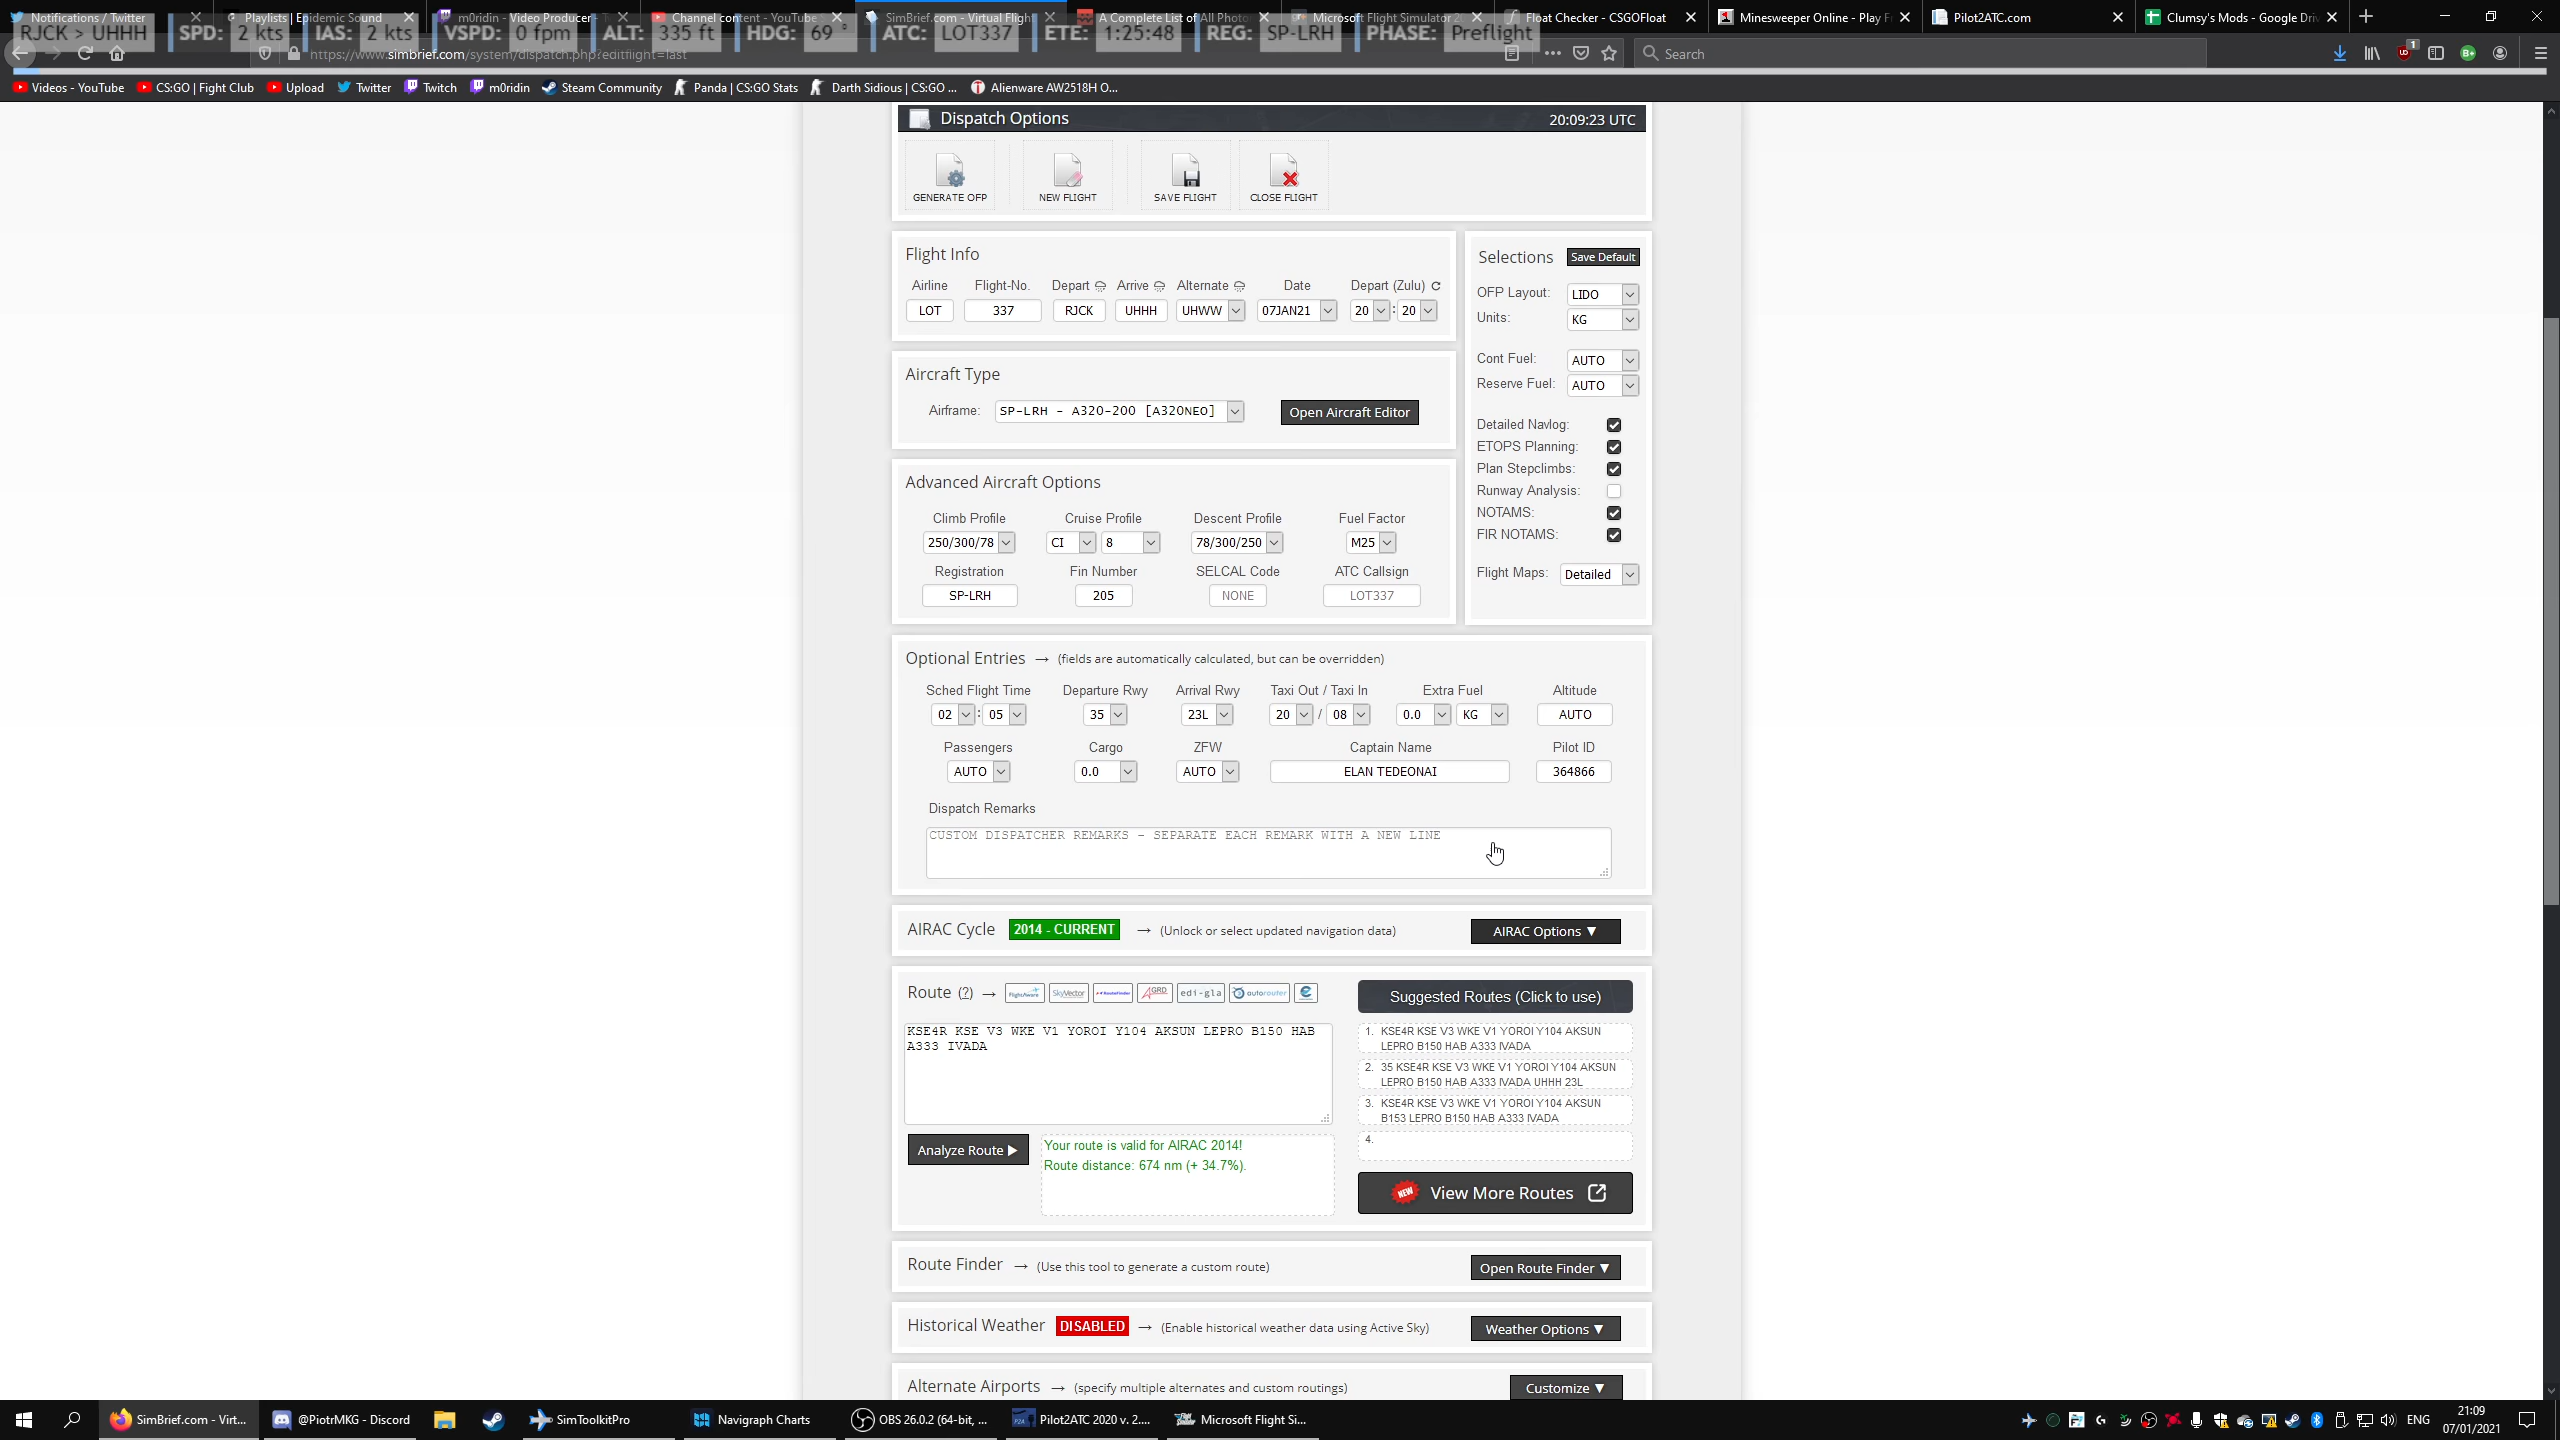 Notifications / Twitter
Playlists | Epidemic Sound
m0ridin - Video Producer - T
Channel content - YouTube S
SimBrief.com - Virtual Flight
A Complete List of All Photo
Microsoft Flight Simulator 20
Float Checker - CSGOFloat
Minesweeper Online - Play Fr
Pilot2ATC.com
Clumsy's Mods - Google Driv
RJCK > UHHH SPD: 2 kts IAS: 2 kts VSPD: 0 fpm ALT: 335 ft HDG: 69 ° ATC: LOT337 ETE: 1:25:48 REG: SP-LRH PHASE: Preflight
https://www.simbrief.com/system/dispatch.php?editflight=last
Search
Videos - YouTube CS:GO | Fight Club Upload Twitter Twitch m0ridin Steam Community Panda | CS:GO Stats Darth Sidious | CS:GO ... Alienware AW2518H O...
Dispatch Options 20:09:23 UTC
GENERATE OFP NEW FLIGHT SAVE FLIGHT CLOSE FLIGHT
Flight Info
Airline Flight-No. Depart Arrive Alternate Date Depart (Zulu)
LOT 337 RJCK UHHH UHWW 07JAN21 20 : 20
Selections Save Default
OFP Layout: LIDO
Units: KG
Cont Fuel: AUTO
Reserve Fuel: AUTO
Detailed Navlog:
ETOPS Planning:
Plan Stepclimbs:
Runway Analysis:
NOTAMS:
FIR NOTAMS:
Flight Maps: Detailed
Aircraft Type
Airframe: SP-LRH - A320-200 [A320NEO] Open Aircraft Editor
Advanced Aircraft Options
Climb Profile Cruise Profile Descent Profile Fuel Factor
250/300/78 CI 8 78/300/250 M25
Registration Fin Number SELCAL Code ATC Callsign
SP-LRH 205 NONE LOT337
Optional Entries → (fields are automatically calculated, but can be overridden)
Sched Flight Time Departure Rwy Arrival Rwy Taxi Out / Taxi In Extra Fuel Altitude
02 : 05 35 23L 20 / 08 0.0 KG AUTO
Passengers Cargo ZFW Captain Name Pilot ID
AUTO 0.0 AUTO ELAN TEDEONAI 364866
Dispatch Remarks
CUSTOM DISPATCHER REMARKS - SEPARATE EACH REMARK WITH A NEW LINE
AIRAC Cycle 2014 - CURRENT → (Unlock or select updated navigation data) AIRAC Options ▼
Route (?) → FlightAware SkyVector RouteFinder GRD edi-gla autorouter
KSE4R KSE V3 WKE V1 YOROI Y104 AKSUN LEPRO B150 HAB
A333 IVADA
Analyze Route ▶
Your route is valid for AIRAC 2014!
Route distance: 674 nm (+ 34.7%).
Suggested Routes (Click to use)
1. KSE4R KSE V3 WKE V1 YOROI Y104 AKSUN
LEPRO B150 HAB A333 IVADA
2. 35 KSE4R KSE V3 WKE V1 YOROI Y104 AKSUN
LEPRO B150 HAB A333 IVADA UHHH 23L
3. KSE4R KSE V3 WKE V1 YOROI Y104 AKSUN
B153 LEPRO B150 HAB A333 IVADA
4.
NEW View More Routes
Route Finder → (Use this tool to generate a custom route) Open Route Finder ▼
Historical Weather DISABLED → (Enable historical weather data using Active Sky) Weather Options ▼
Alternate Airports → (specify multiple alternates and custom routings) Customize ▼
SimBrief.com - Virt... @PiotrMKG - Discord SimToolkitPro Navigraph Charts OBS 26.0.2 (64-bit, ... Pilot2ATC 2020 v. 2.... Microsoft Flight Si... ENG
21:09
07/01/2021